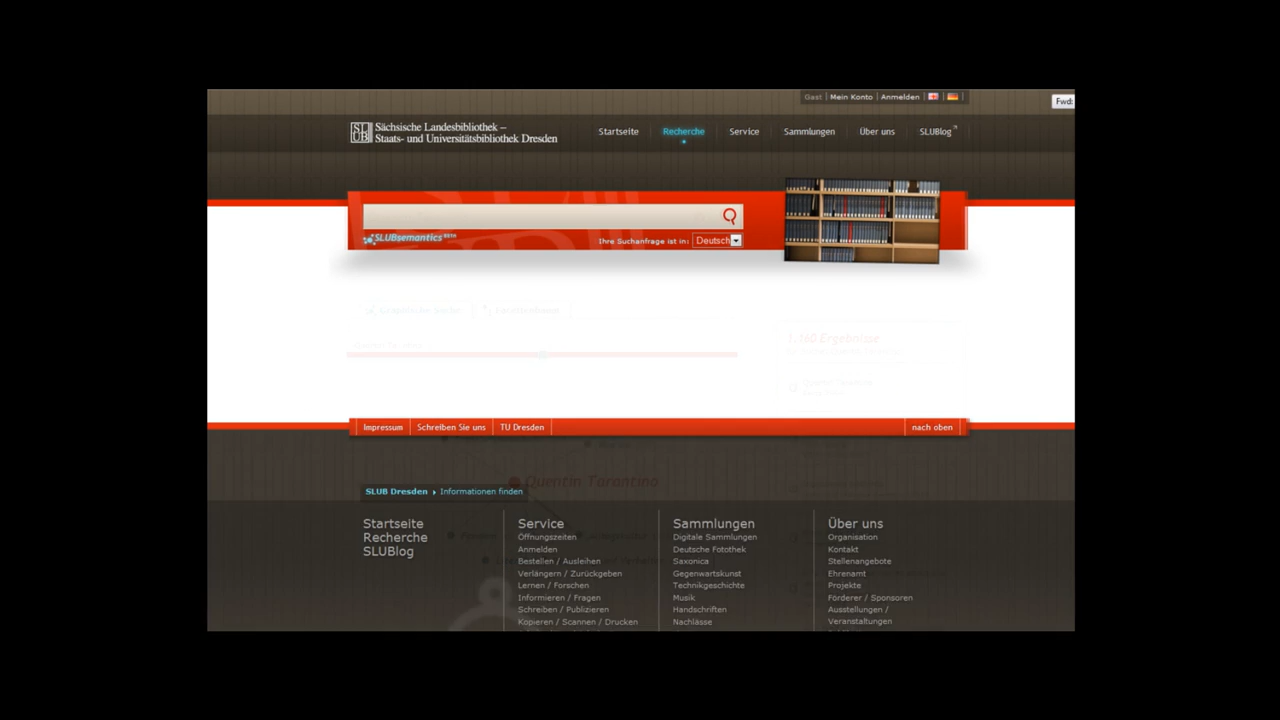 Gast | Mein Konto | Anmelden
Fwd:
SLUB
Sächsische Landesbibliothek –
Staats- und Universitätsbibliothek Dresden
Startseite
Recherche
Service
Sammlungen
Über uns
SLUBlog
SLUBsemantics BETA
Ihre Suchanfrage ist in: Deutsch
1.160 Ergebnisse
Impressum
Schreiben Sie uns
TU Dresden
nach oben
Quentin Tarantino
SLUB Dresden
Informationen finden
Startseite
Recherche
SLUBlog
Service
Öffnungszeiten
Anmelden
Bestellen / Ausleihen
Verlängern / Zurückgeben
Lernen / Forschen
Informieren / Fragen
Schreiben / Publizieren
Kopieren / Scannen / Drucken
Sammlungen
Digitale Sammlungen
Deutsche Fotothek
Saxonica
Gegenwartskunst
Technikgeschichte
Musik
Handschriften
Nachlässe
Über uns
Organisation
Kontakt
Stellenangebote
Ehrenamt
Projekte
Förderer / Sponsoren
Ausstellungen /
Veranstaltungen